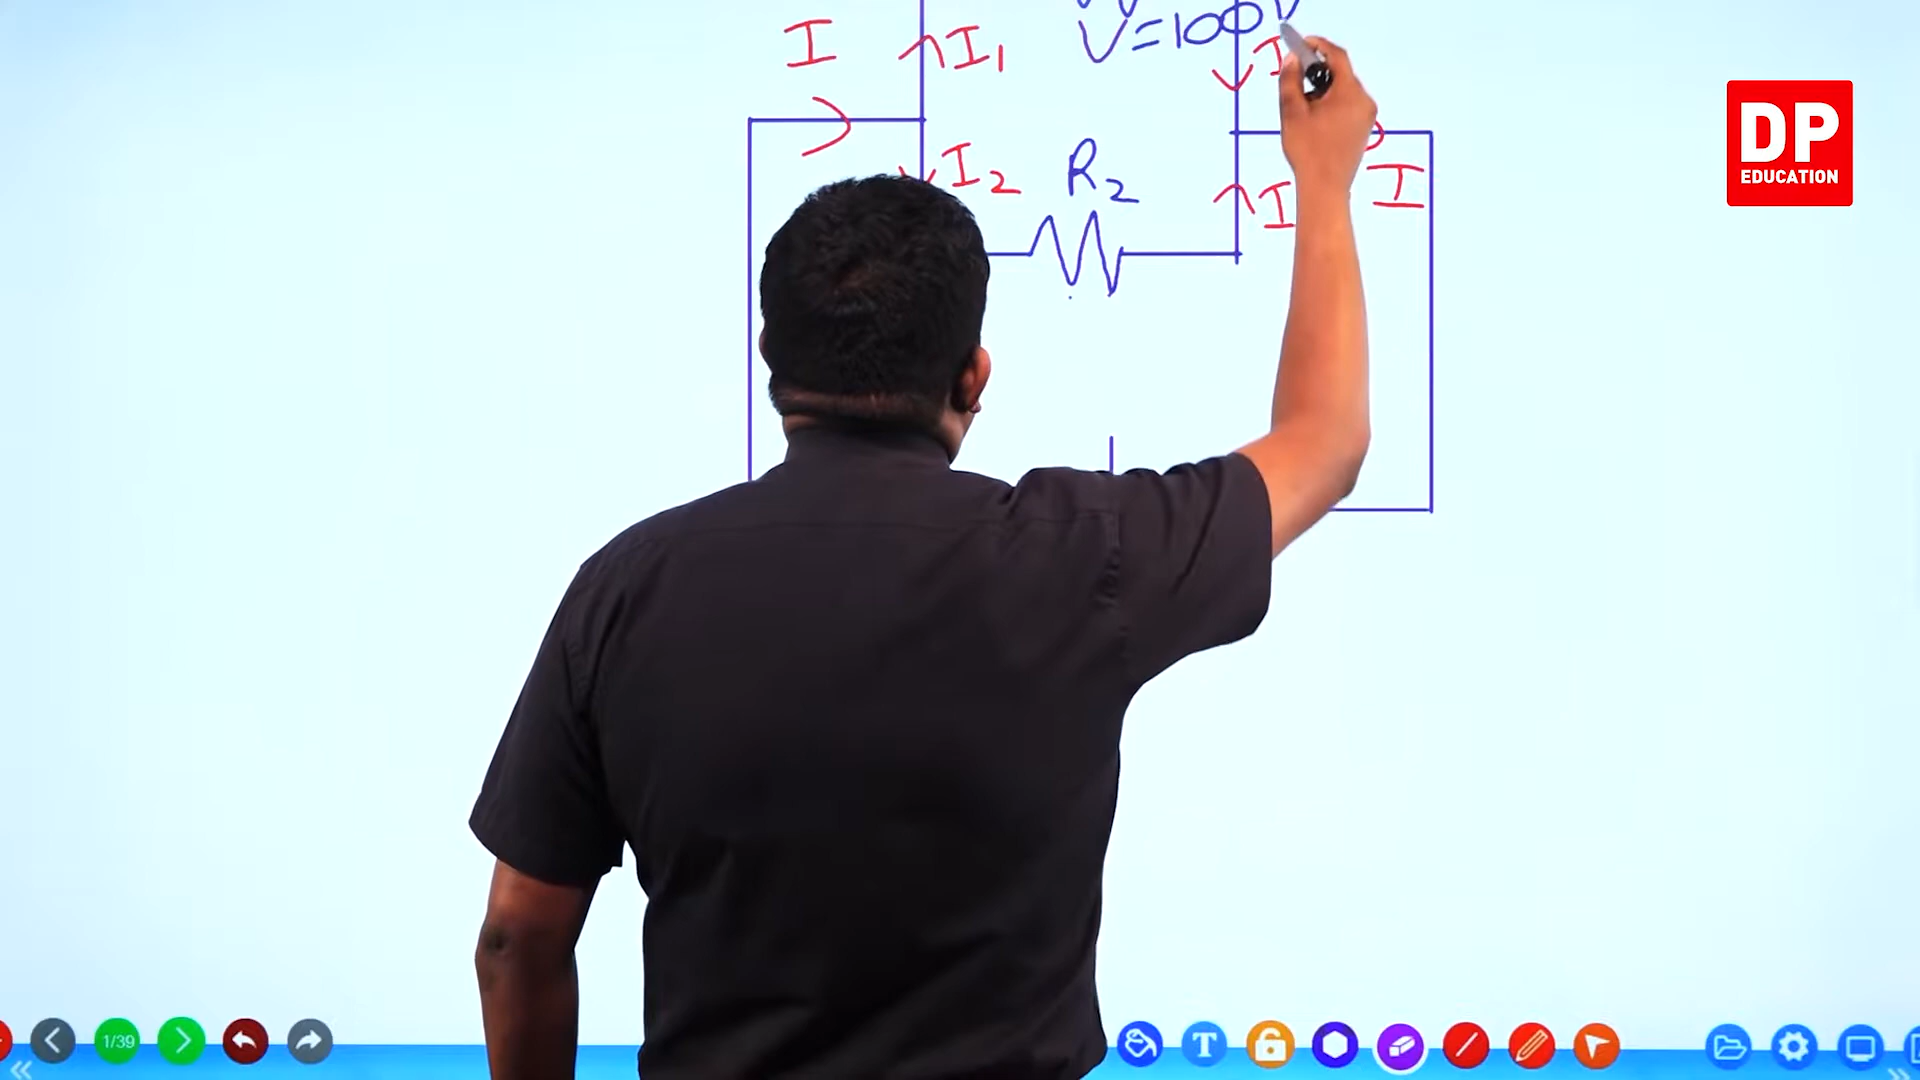 V=100V
I
I1
I
I2
R2
I
I
DP
EDUCATION
1/39
T